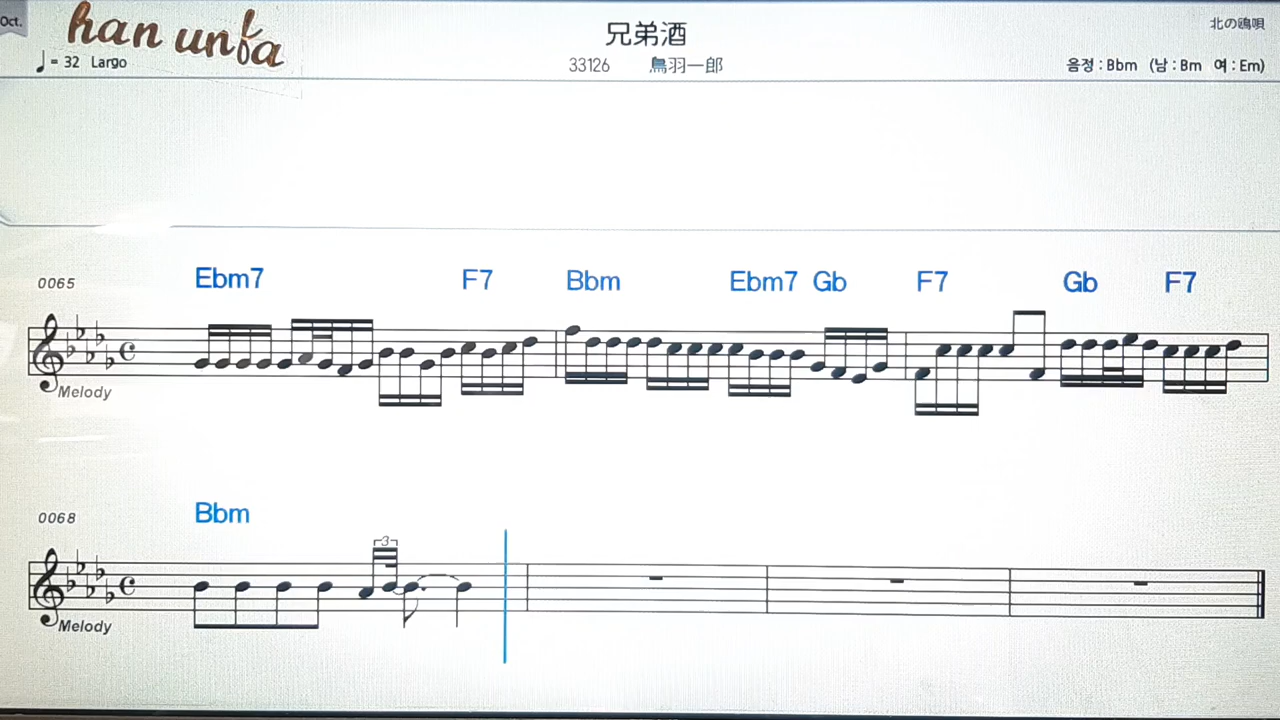 Oct.
han unfa
♩= 32 Largo
兄弟酒
33126 鳥羽一郎
北の鴎唄
음정 : Bbm (남 : Bm 여 : Em)
0065
Ebm7 F7 Bbm Ebm7 Gb F7 Gb F7
Melody
0068
Bbm
3
Melody